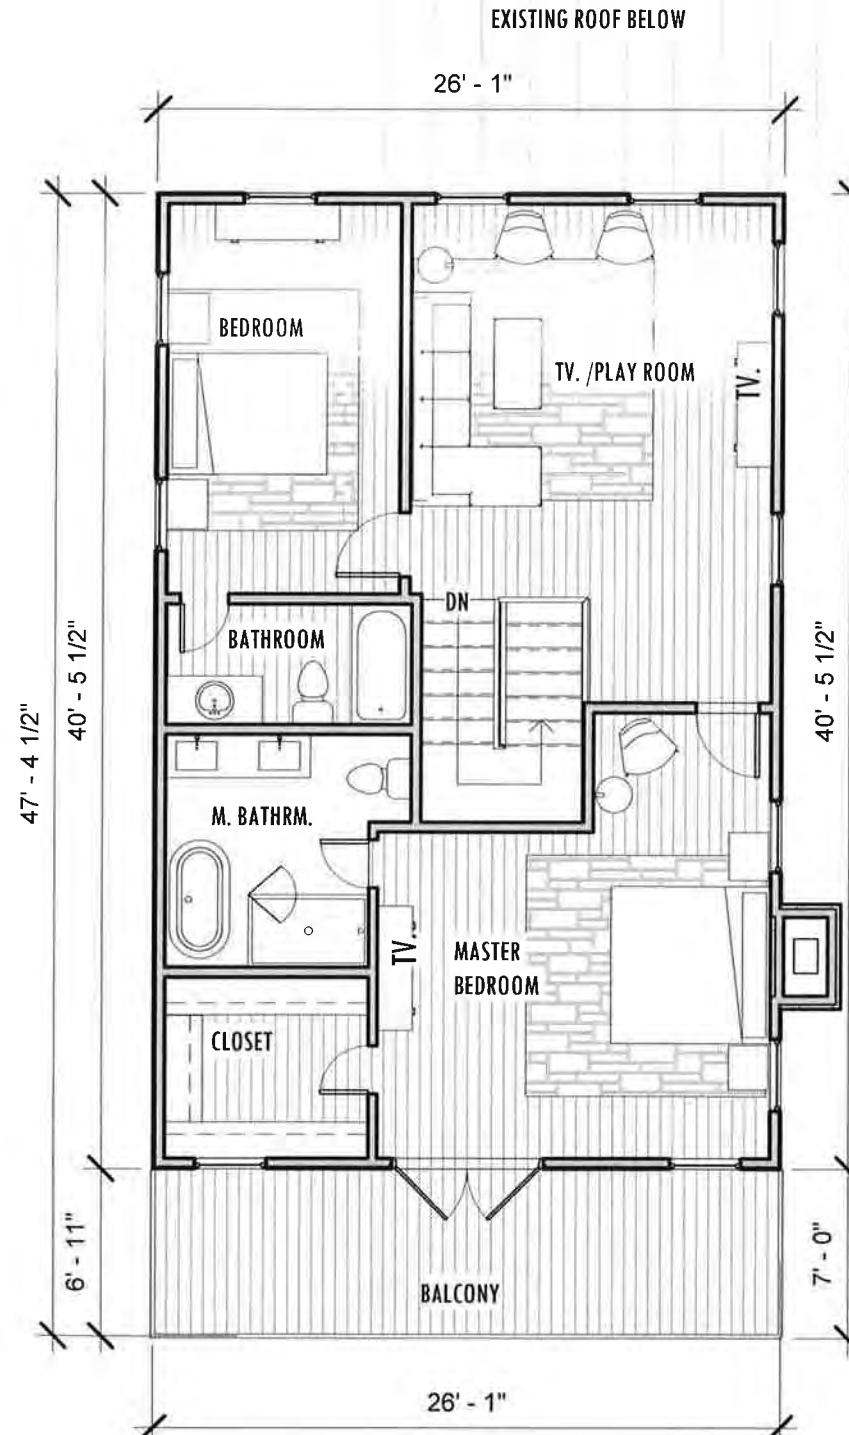 EXISTING ROOF BELOW
26' - 1"
BEDROOM
TV. /PLAY ROOM
TV.
DN
BATHROOM
40' - 5 1/2"
40' - 5 1/2"
47' - 4 1/2"
M. BATHRM.
TV.
MASTER
BEDROOM
CLOSET
6' - 11"
7' - 0"
BALCONY
26' - 1"